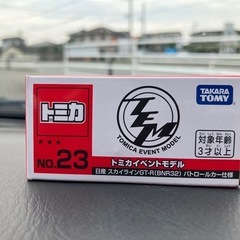 トミカ
★★★
NO.23
TEM
TOMICA EVENT MODEL
TAKARA
TOMY
対象年齢
3才以上
トミカイベントモデル
日産 スカイラインGT-R(BNR32) パトロールカー仕様